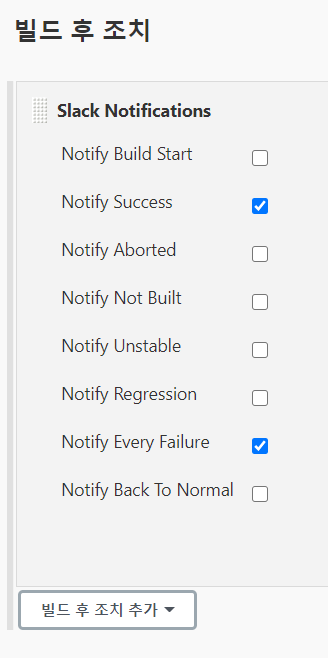 빌드 후 조치
Slack Notifications
Notify Build Start
Notify Success
Notify Aborted
Notify Not Built
Notify Unstable
Notify Regression
Notify Every Failure
Notify Back To Normal
빌드 후 조치 추가